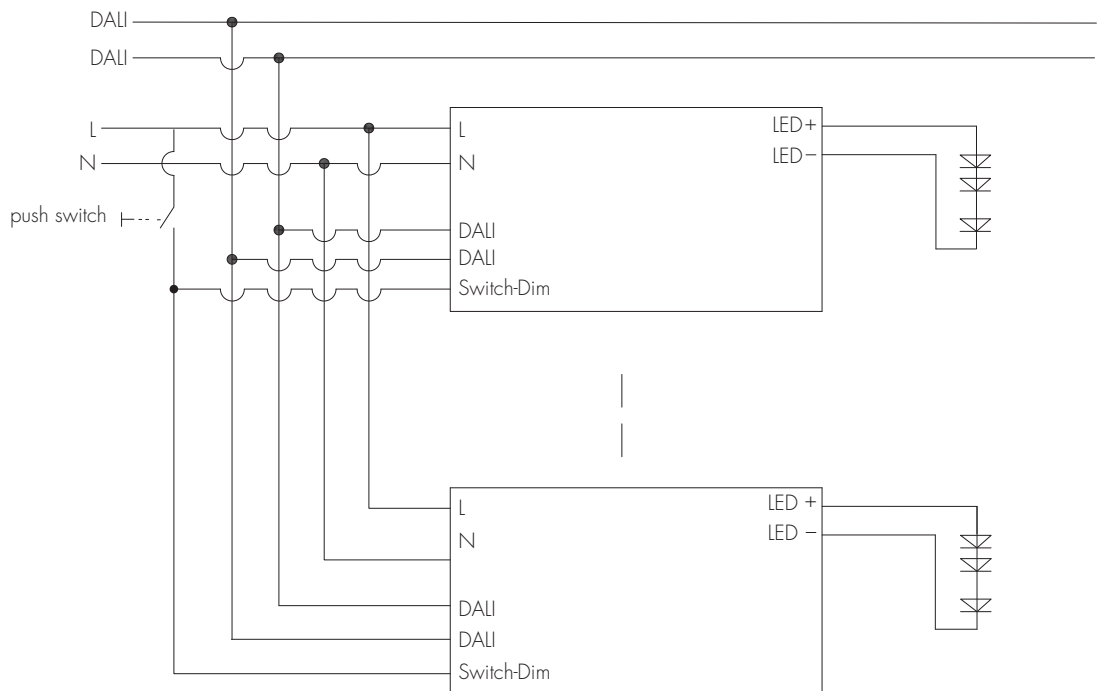 DALI
DALI
L
N
push switch
L
N
DALI
DALI
Switch-Dim
LED+
LED−
L
N
DALI
DALI
Switch-Dim
LED +
LED −